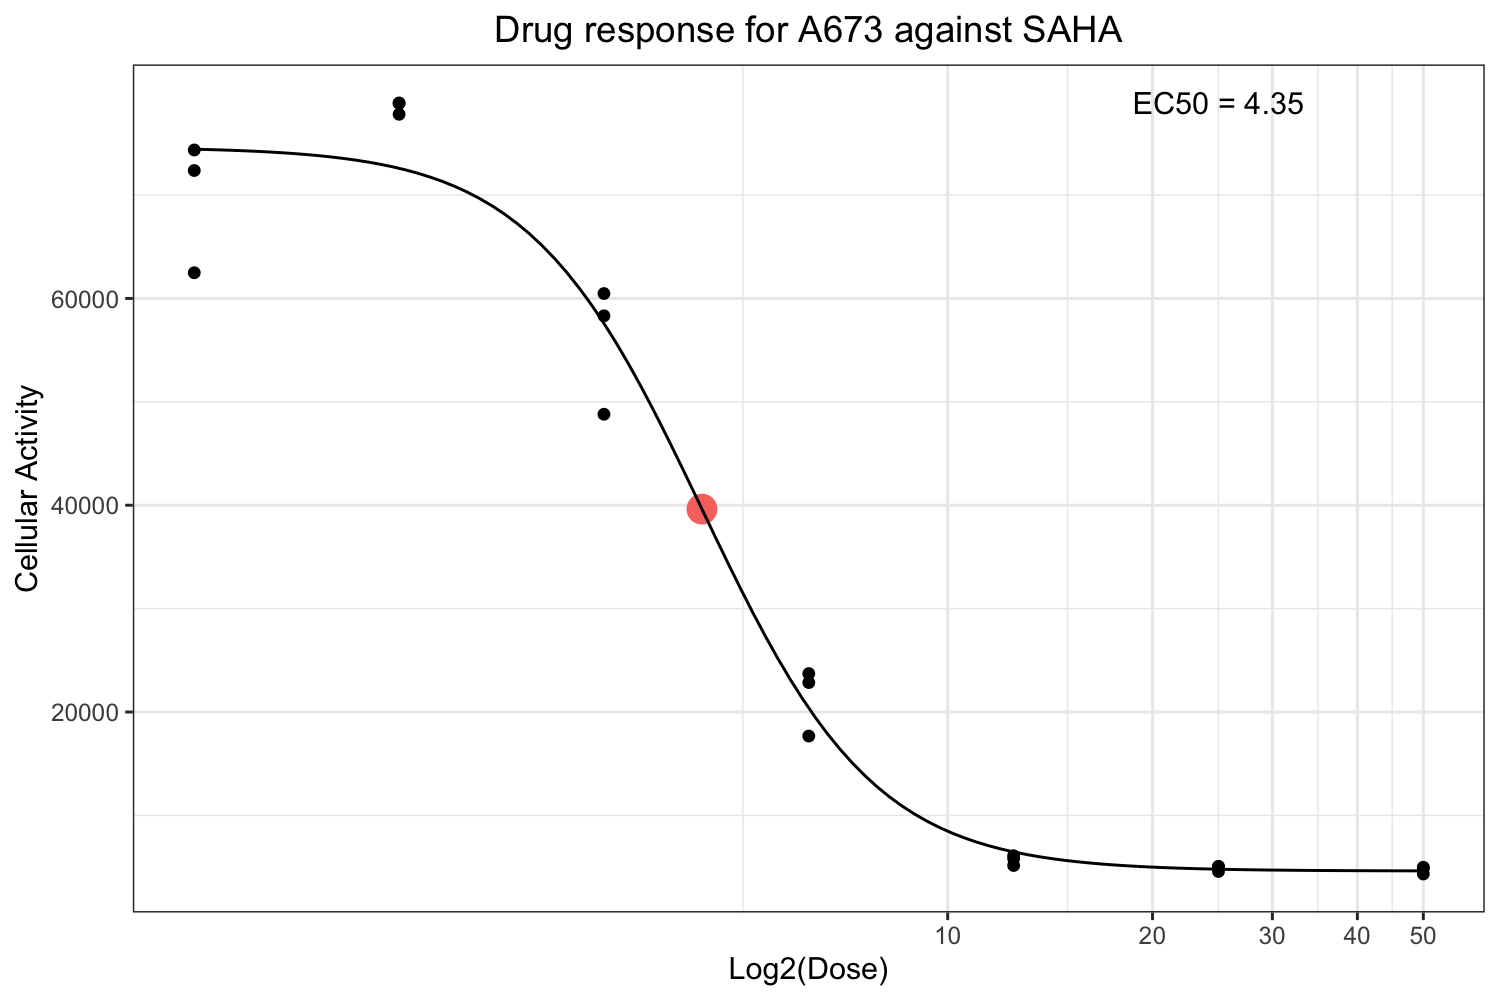 Drug response for A673 against SAHA
EC50 = 4.35
Cellular Activity
60000
40000
20000
10 20 30 40 50
Log2(Dose)